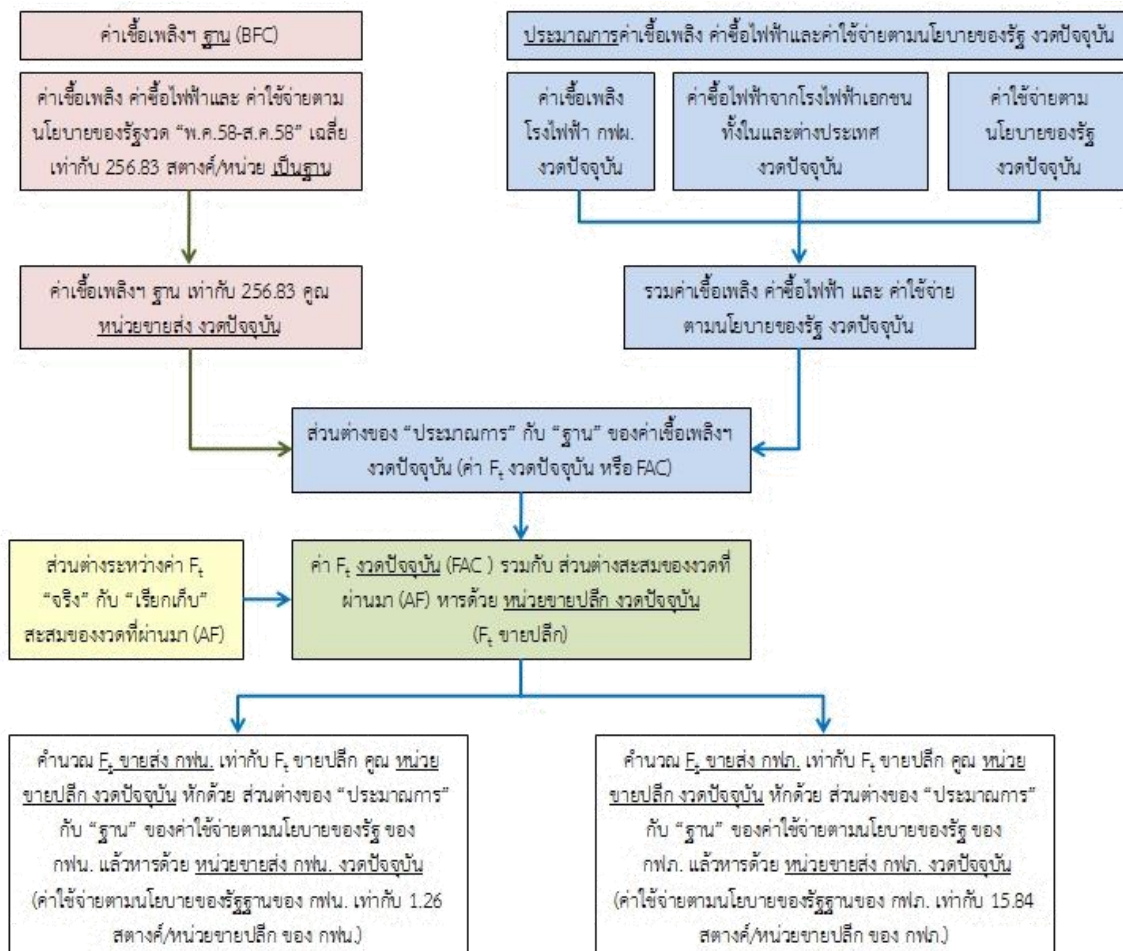 ค่าเชื้อเพลิงฯ ฐาน (BFC)
ค่าเชื้อเพลิง ค่าซื้อไฟฟ้าและ ค่าใช้จ่ายตาม
นโยบายของรัฐงวด “พ.ค.58-ส.ค.58” เฉลี่ย
เท่ากับ 256.83 สตางค์/หน่วย เป็นฐาน
ค่าเชื้อเพลิงฯ ฐาน เท่ากับ 256.83 คูณ
หน่วยขายส่ง งวดปัจจุบัน
ประมาณการค่าเชื้อเพลิง ค่าซื้อไฟฟ้าและค่าใช้จ่ายตามนโยบายของรัฐ งวดปัจจุบัน
ค่าเชื้อเพลิง
โรงไฟฟ้า กฟผ.
งวดปัจจุบัน
ค่าซื้อไฟฟ้าจากโรงไฟฟ้าเอกชน
ทั้งในและต่างประเทศ
งวดปัจจุบัน
ค่าใช้จ่ายตาม
นโยบายของรัฐ
งวดปัจจุบัน
รวมค่าเชื้อเพลิง ค่าซื้อไฟฟ้า และ ค่าใช้จ่าย
ตามนโยบายของรัฐ งวดปัจจุบัน
ส่วนต่างของ “ประมาณการ” กับ “ฐาน” ของค่าเชื้อเพลิงฯ
งวดปัจจุบัน (ค่า Ft งวดปัจจุบัน หรือ FAC)
ส่วนต่างระหว่างค่า Ft
“จริง” กับ “เรียกเก็บ”
สะสมของงวดที่ผ่านมา (AF)
ค่า Ft งวดปัจจุบัน (FAC ) รวมกับ ส่วนต่างสะสมของงวดที่
ผ่านมา (AF) หารด้วย หน่วยขายปลีก งวดปัจจุบัน
(Ft ขายปลีก)
คำนวณ Ft ขายส่ง กฟน. เท่ากับ Ft ขายปลีก คูณ หน่วย
ขายปลีก งวดปัจจุบัน หักด้วย ส่วนต่างของ “ประมาณการ”
กับ “ฐาน” ของค่าใช้จ่ายตามนโยบายของรัฐ ของ
กฟน. แล้วหารด้วย หน่วยขายส่ง กฟน. งวดปัจจุบัน
(ค่าใช้จ่ายตามนโยบายของรัฐฐานของ กฟน. เท่ากับ 1.26
สตางค์/หน่วยขายปลีก ของ กฟน.)
คำนวณ Ft ขายส่ง กฟภ. เท่ากับ Ft ขายปลีก คูณ หน่วย
ขายปลีก งวดปัจจุบัน หักด้วย ส่วนต่างของ “ประมาณการ”
กับ “ฐาน” ของค่าใช้จ่ายตามนโยบายของรัฐ ของ
กฟภ. แล้วหารด้วย หน่วยขายส่ง กฟภ. งวดปัจจุบัน
(ค่าใช้จ่ายตามนโยบายของรัฐฐานของ กฟภ. เท่ากับ 15.84
สตางค์/หน่วยขายปลีก ของ กฟภ.)